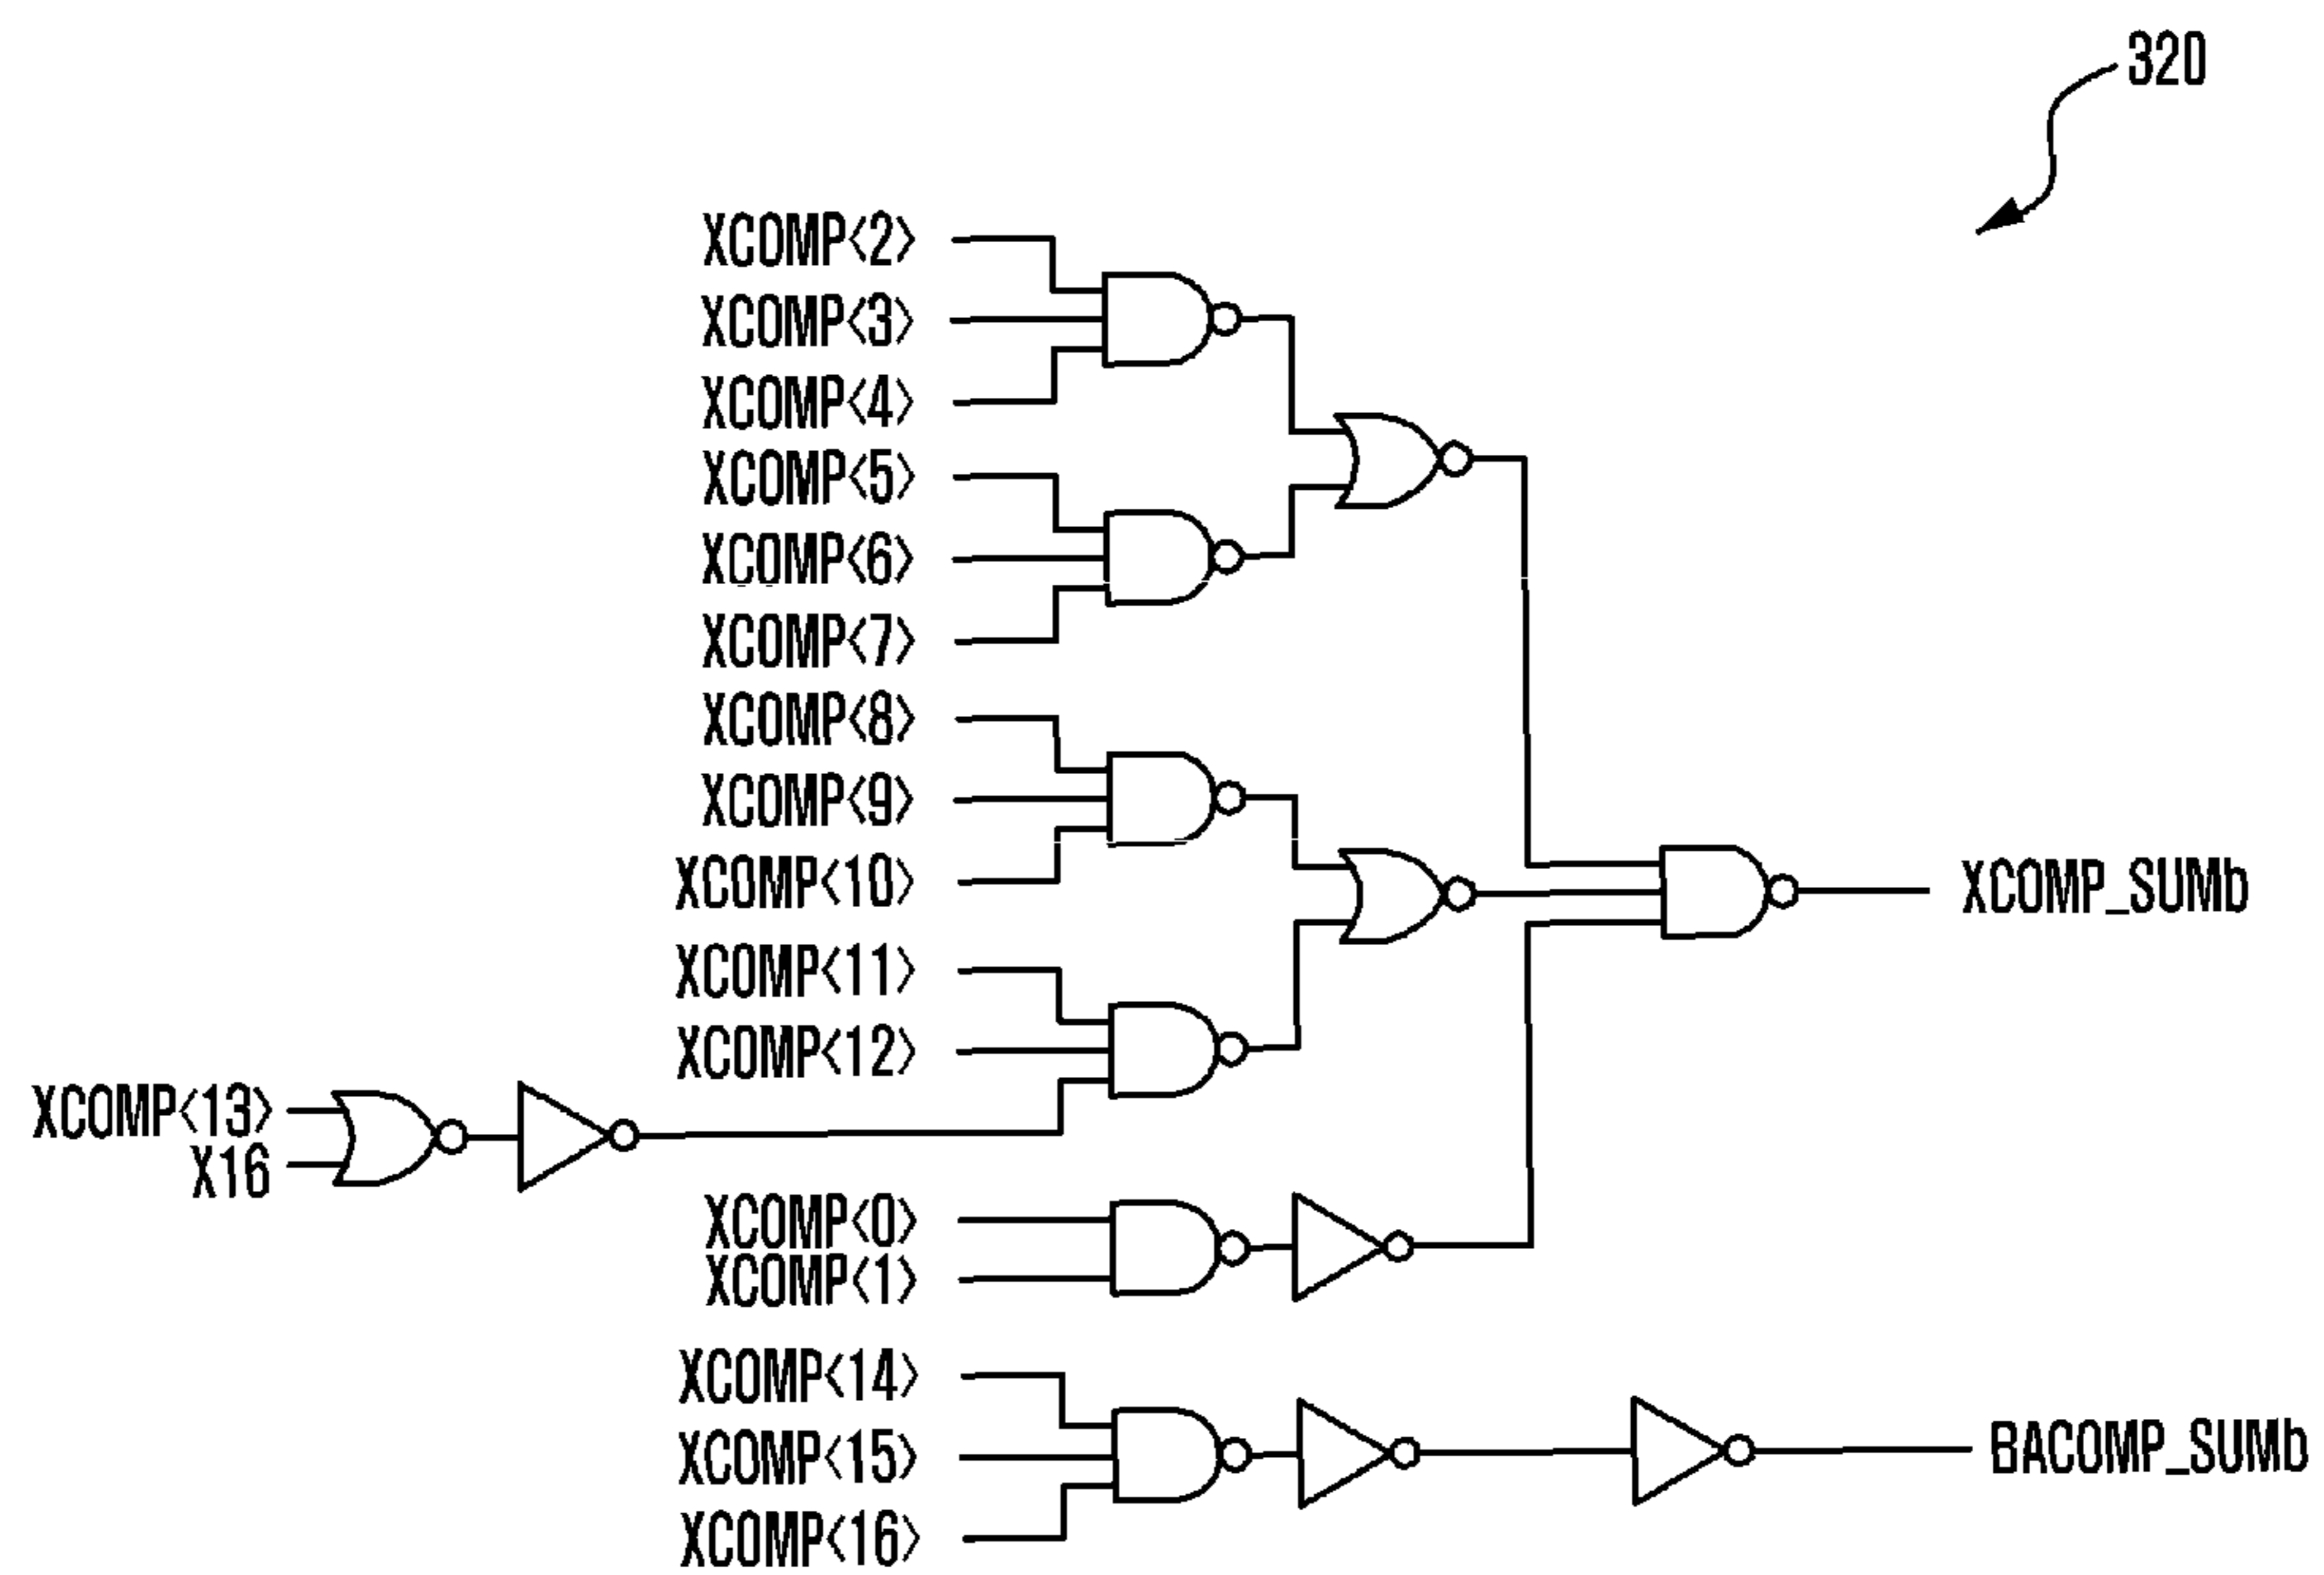 320
XCOMP<2>
XCOMP<3>
XCOMP<4>
XCOMP<5>
XCOMP<6>
XCOMP<7>
XCOMP<8>
XCOMP<9>
XCOMP<10>
XCOMP_SUMb
XCOMP<11>
XCOMP<12>
XCOMP<13>
X16
XCOMP<0>
XCOMP<1>
XCOMP<14>
XCOMP<15>
BACOMP_SUMb
XCOMP<16>